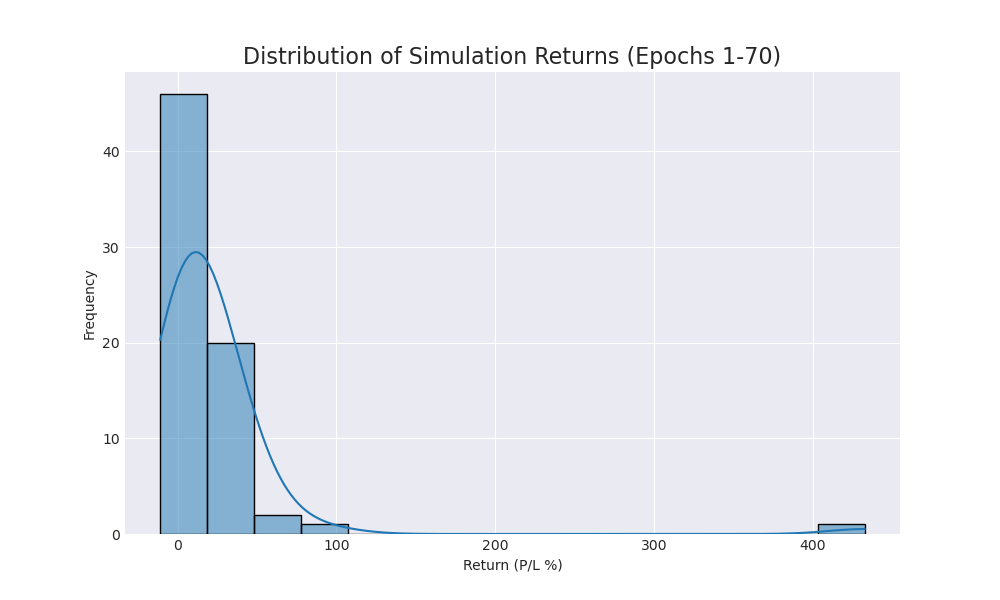 Distribution of Simulation Returns (Epochs 1-70)
40
30
20
10
0
Frequency
0 100 200 300 400
Return (P/L %)